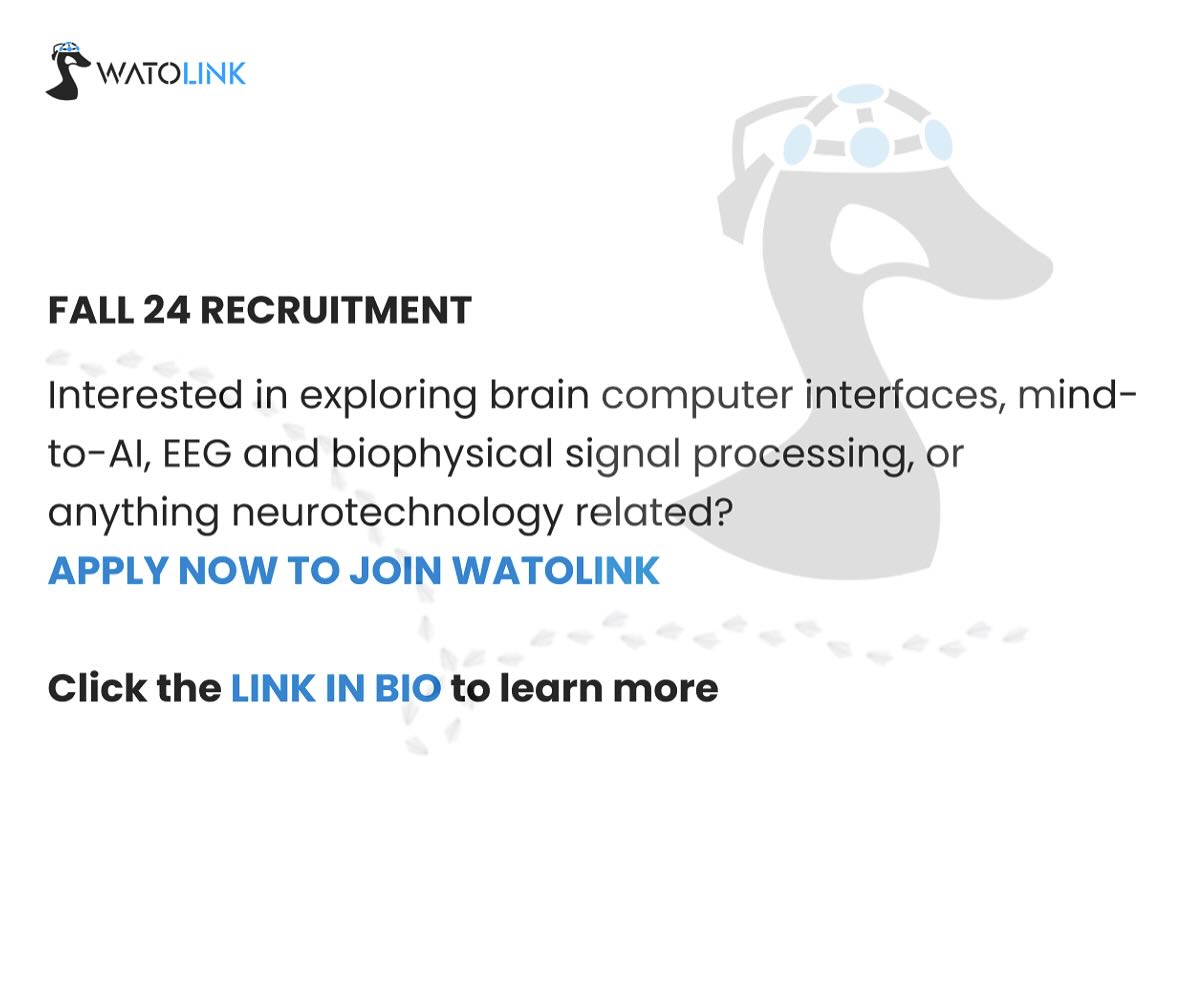 WATOLINK
FALL 24 RECRUITMENT
Interested in exploring brain computer interfaces, mind-
to-AI, EEG and biophysical signal processing, or
anything neurotechnology related?
APPLY NOW TO JOIN WATOLINK
Click the LINK IN BIO to learn more